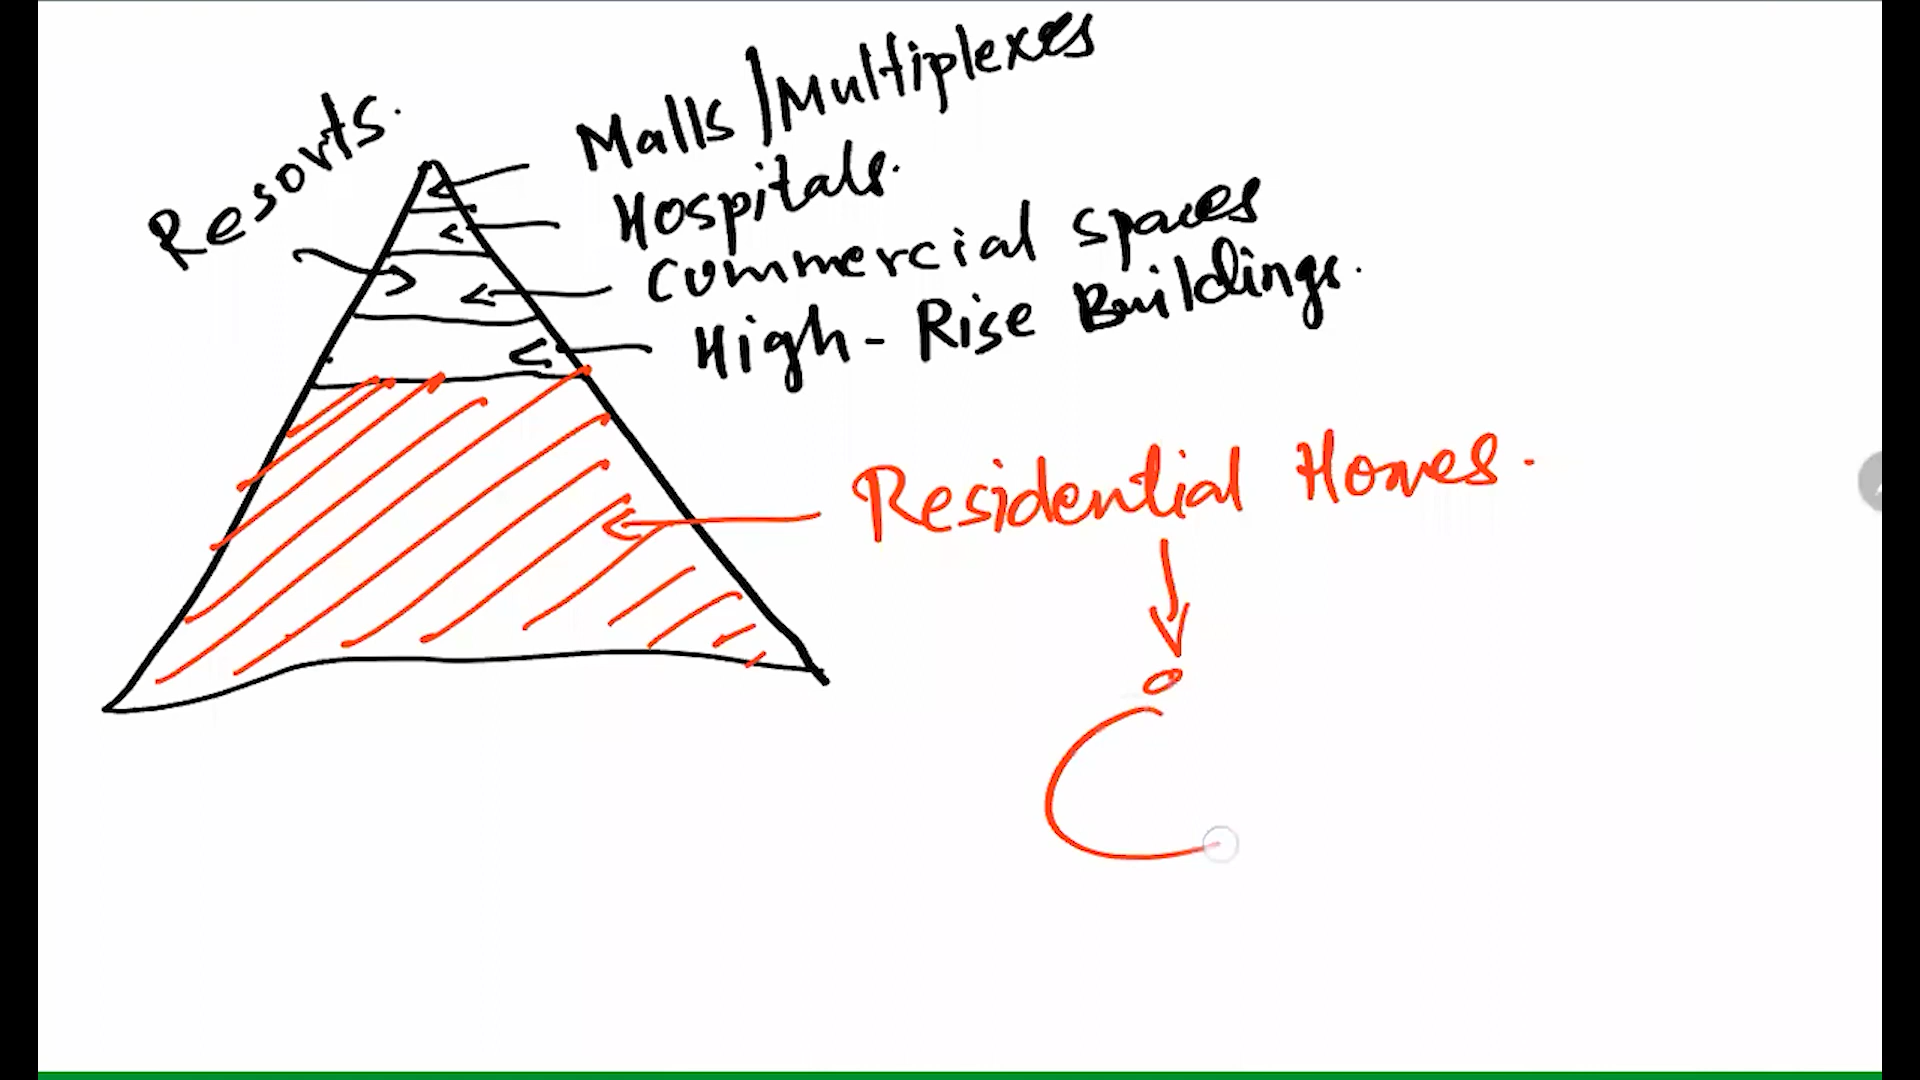 Resorts.
Malls/Multiplexes
Hospitals.
Commercial spaces
High-Rise Buildings.
Residential Homes.